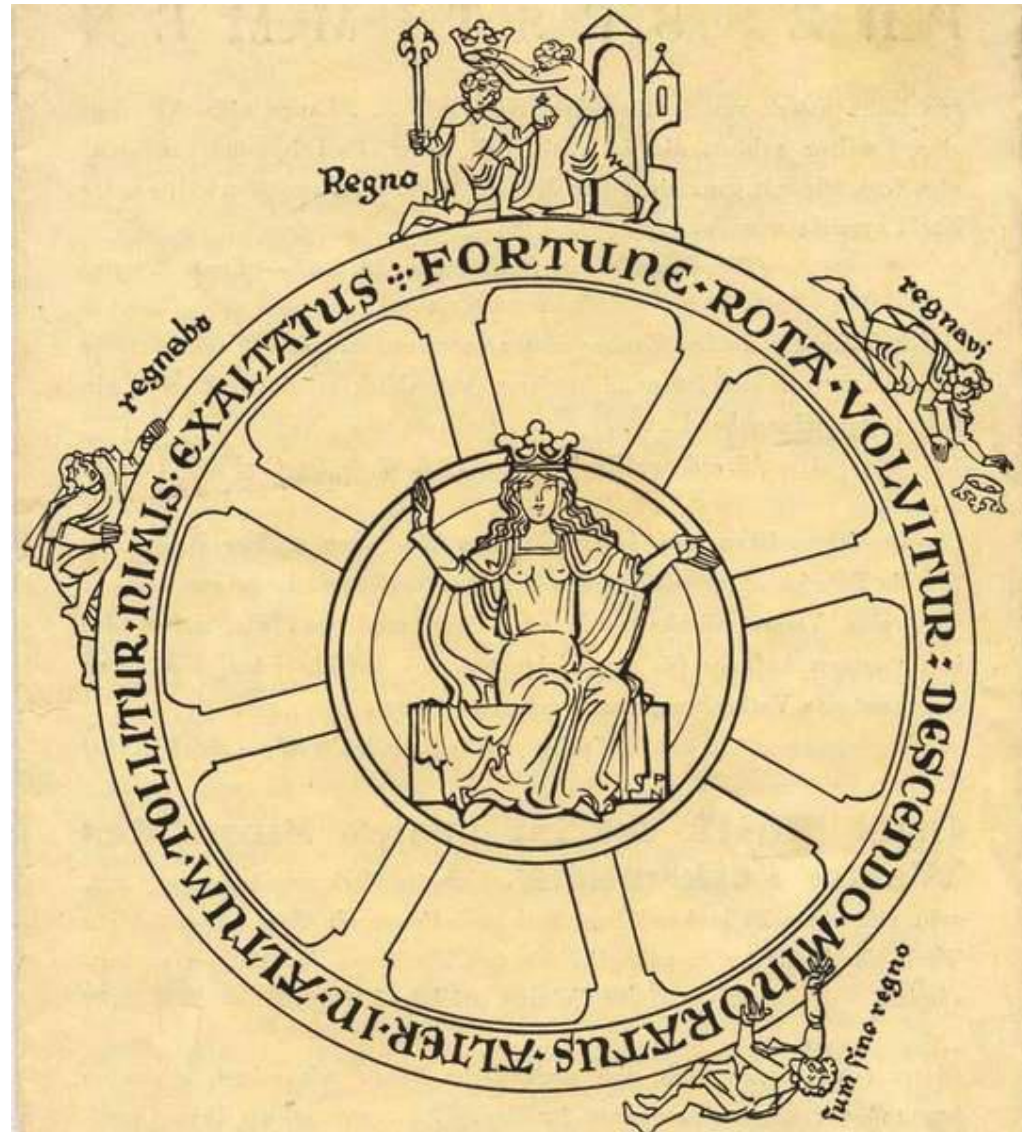 Regno
regnavi
sum sine regno
regnabo
FORTUNE·ROTA·VOLVITUR: DESCENDO·MINORATUS·ALTER·IN·ALTUM·TOLLITUR·NIMIS·EXALTATUS